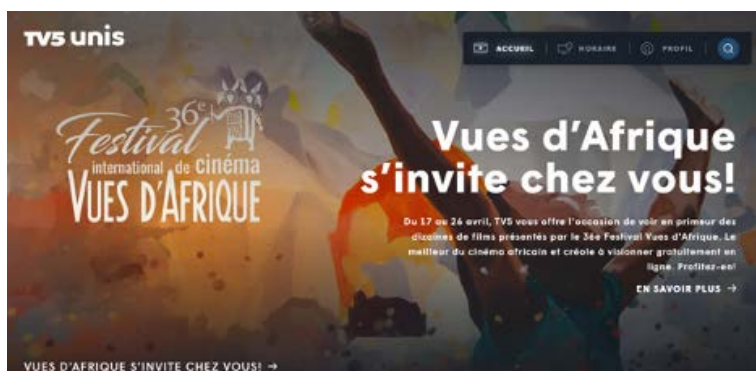 TV5 unis
ACCUEIL
HORAIRE
PROFIL
36e
Festival
international de cinéma
VUES D'AFRIQUE
Vues d'Afrique
s'invite chez vous!
Du 17 au 26 avril, TV5 vous offre l'occasion de voir en primeur des
dizaines de films présentés par le 36e Festival Vues d'Afrique. Le
meilleur du cinéma africain et créole à visionner gratuitement en
ligne. Profitez-en!
EN SAVOIR PLUS →
VUES D'AFRIQUE S'INVITE CHEZ VOUS! →